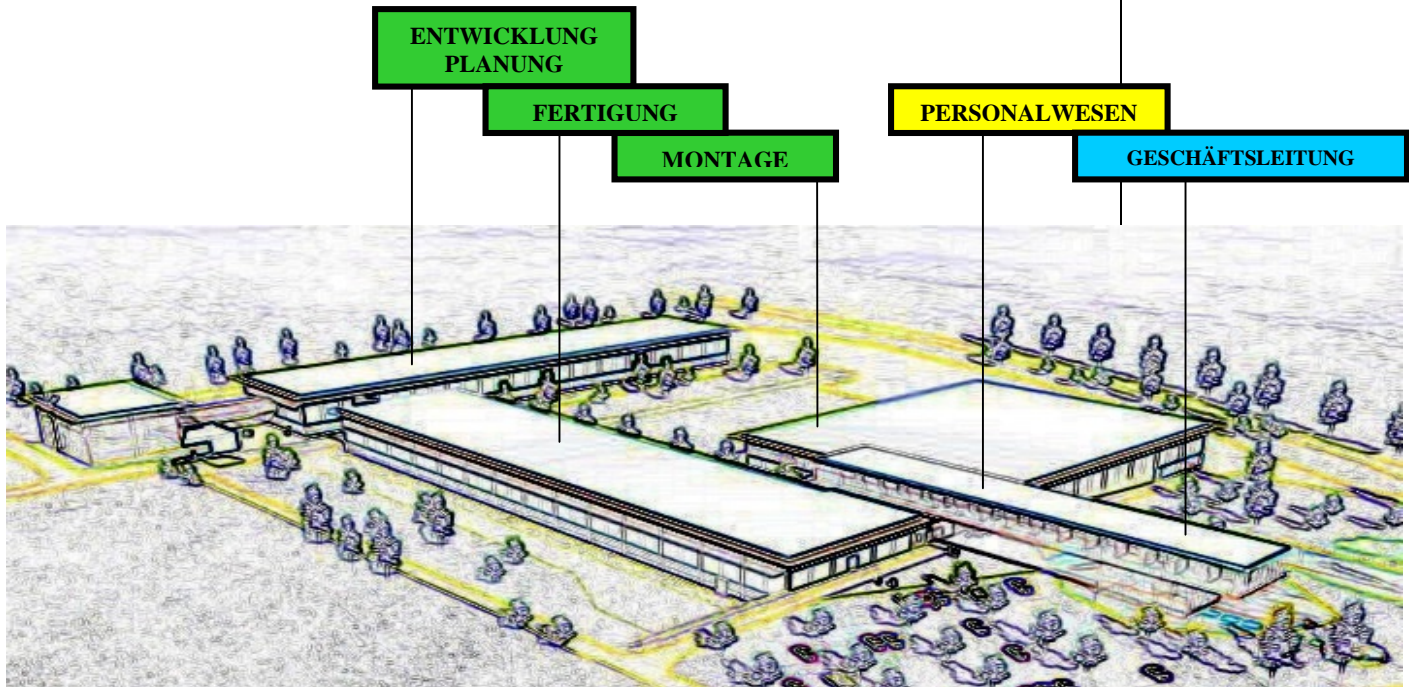 ENTWICKLUNG
PLANUNG
FERTIGUNG
MONTAGE
PERSONALWESEN
GESCHÄFTSLEITUNG